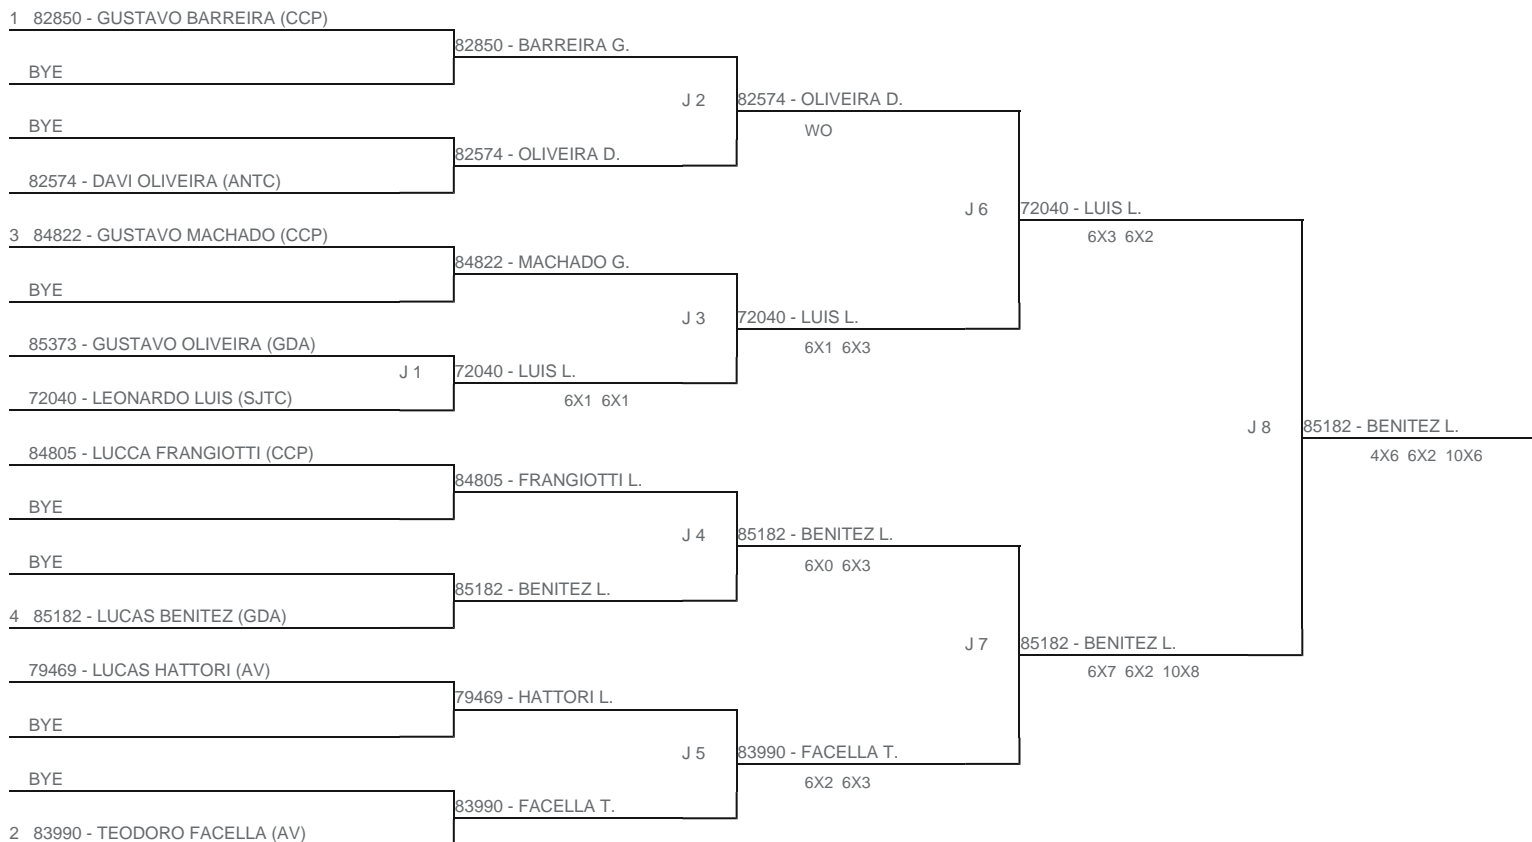 1 82850 - GUSTAVO BARREIRA (CCP)
82850 - BARREIRA G.
BYE
J 2
82574 - OLIVEIRA D.
BYE
WO
82574 - OLIVEIRA D.
82574 - DAVI OLIVEIRA (ANTC)
J 6
72040 - LUIS L.
3 84822 - GUSTAVO MACHADO (CCP)
6X3 6X2
84822 - MACHADO G.
BYE
J 3
72040 - LUIS L.
85373 - GUSTAVO OLIVEIRA (GDA)
6X1 6X3
J 1
72040 - LUIS L.
72040 - LEONARDO LUIS (SJTC)
6X1 6X1
J 8
85182 - BENITEZ L.
84805 - LUCCA FRANGIOTTI (CCP)
4X6 6X2 10X6
84805 - FRANGIOTTI L.
BYE
J 4
85182 - BENITEZ L.
BYE
6X0 6X3
85182 - BENITEZ L.
4 85182 - LUCAS BENITEZ (GDA)
J 7
85182 - BENITEZ L.
79469 - LUCAS HATTORI (AV)
6X7 6X2 10X8
79469 - HATTORI L.
BYE
J 5
83990 - FACELLA T.
BYE
6X2 6X3
83990 - FACELLA T.
2 83990 - TEODORO FACELLA (AV)